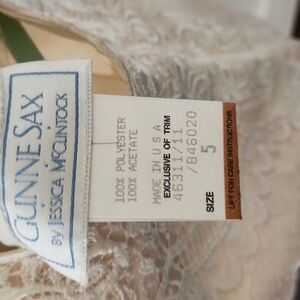 GUNNE SAX
BY JESSICA McCLINTOCK
100% POLYESTER
100% ACETATE
MADE IN U S A
EXCLUSIVE OF TRIM
46311/11
/846020
5
SIZE
LIFT FOR CARE INSTRUCTIONS